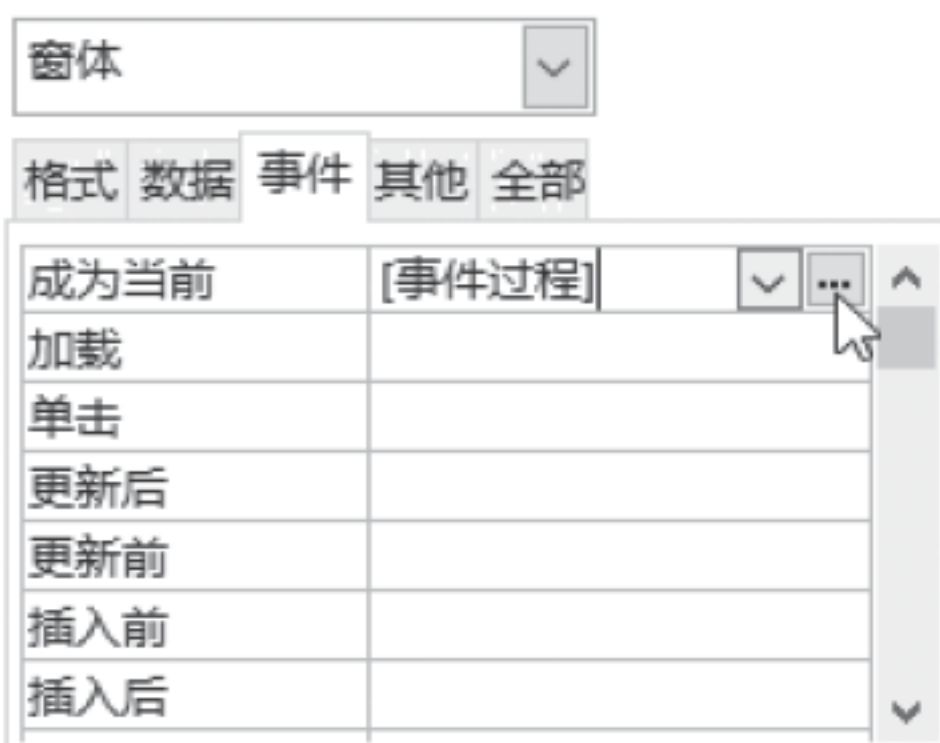 窗体
格式 数据 事件 其他 全部
成为当前 [事件过程] ...
加载
单击
更新后
更新前
插入前
插入后